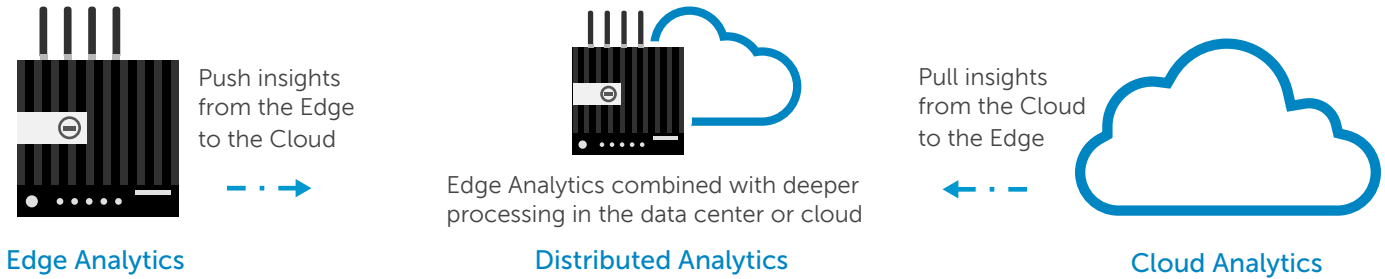 Push insights
from the Edge
to the Cloud
Edge Analytics
Edge Analytics combined with deeper
processing in the data center or cloud
Distributed Analytics
Pull insights
from the Cloud
to the Edge
Cloud Analytics